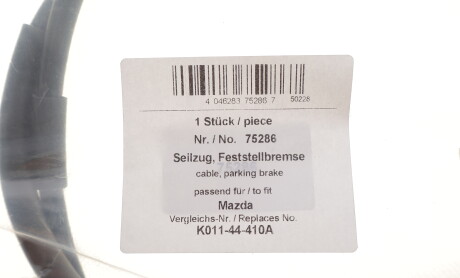 4 046263 75286 7 50228
1 Stück / piece
Nr. / No. 75286
Seilzug, Feststellbremse
cable, parking brake
passend für / to fit
Mazda
Vergleichs-Nr. / Replaces No.
K011-44-410A